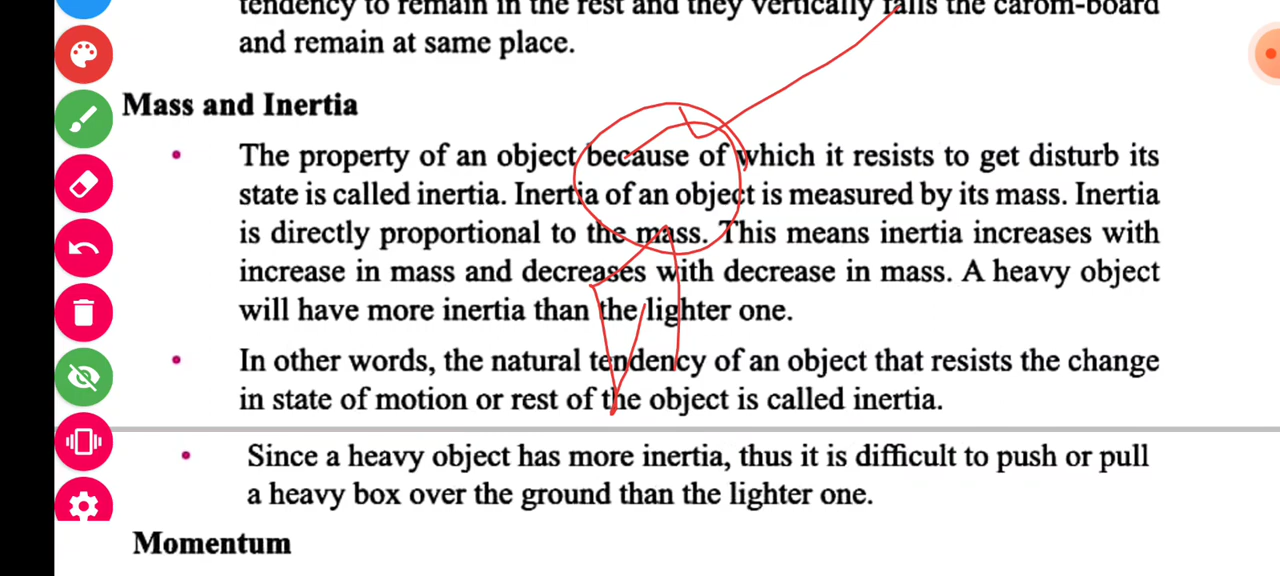 tendency to remain in the rest and they vertically falls the carom-board
and remain at same place.
Mass and Inertia
• The property of an object because of which it resists to get disturb its
state is called inertia. Inertia of an object is measured by its mass. Inertia
is directly proportional to the mass. This means inertia increases with
increase in mass and decreases with decrease in mass. A heavy object
will have more inertia than the lighter one.
• In other words, the natural tendency of an object that resists the change
in state of motion or rest of the object is called inertia.
• Since a heavy object has more inertia, thus it is difficult to push or pull
a heavy box over the ground than the lighter one.
Momentum